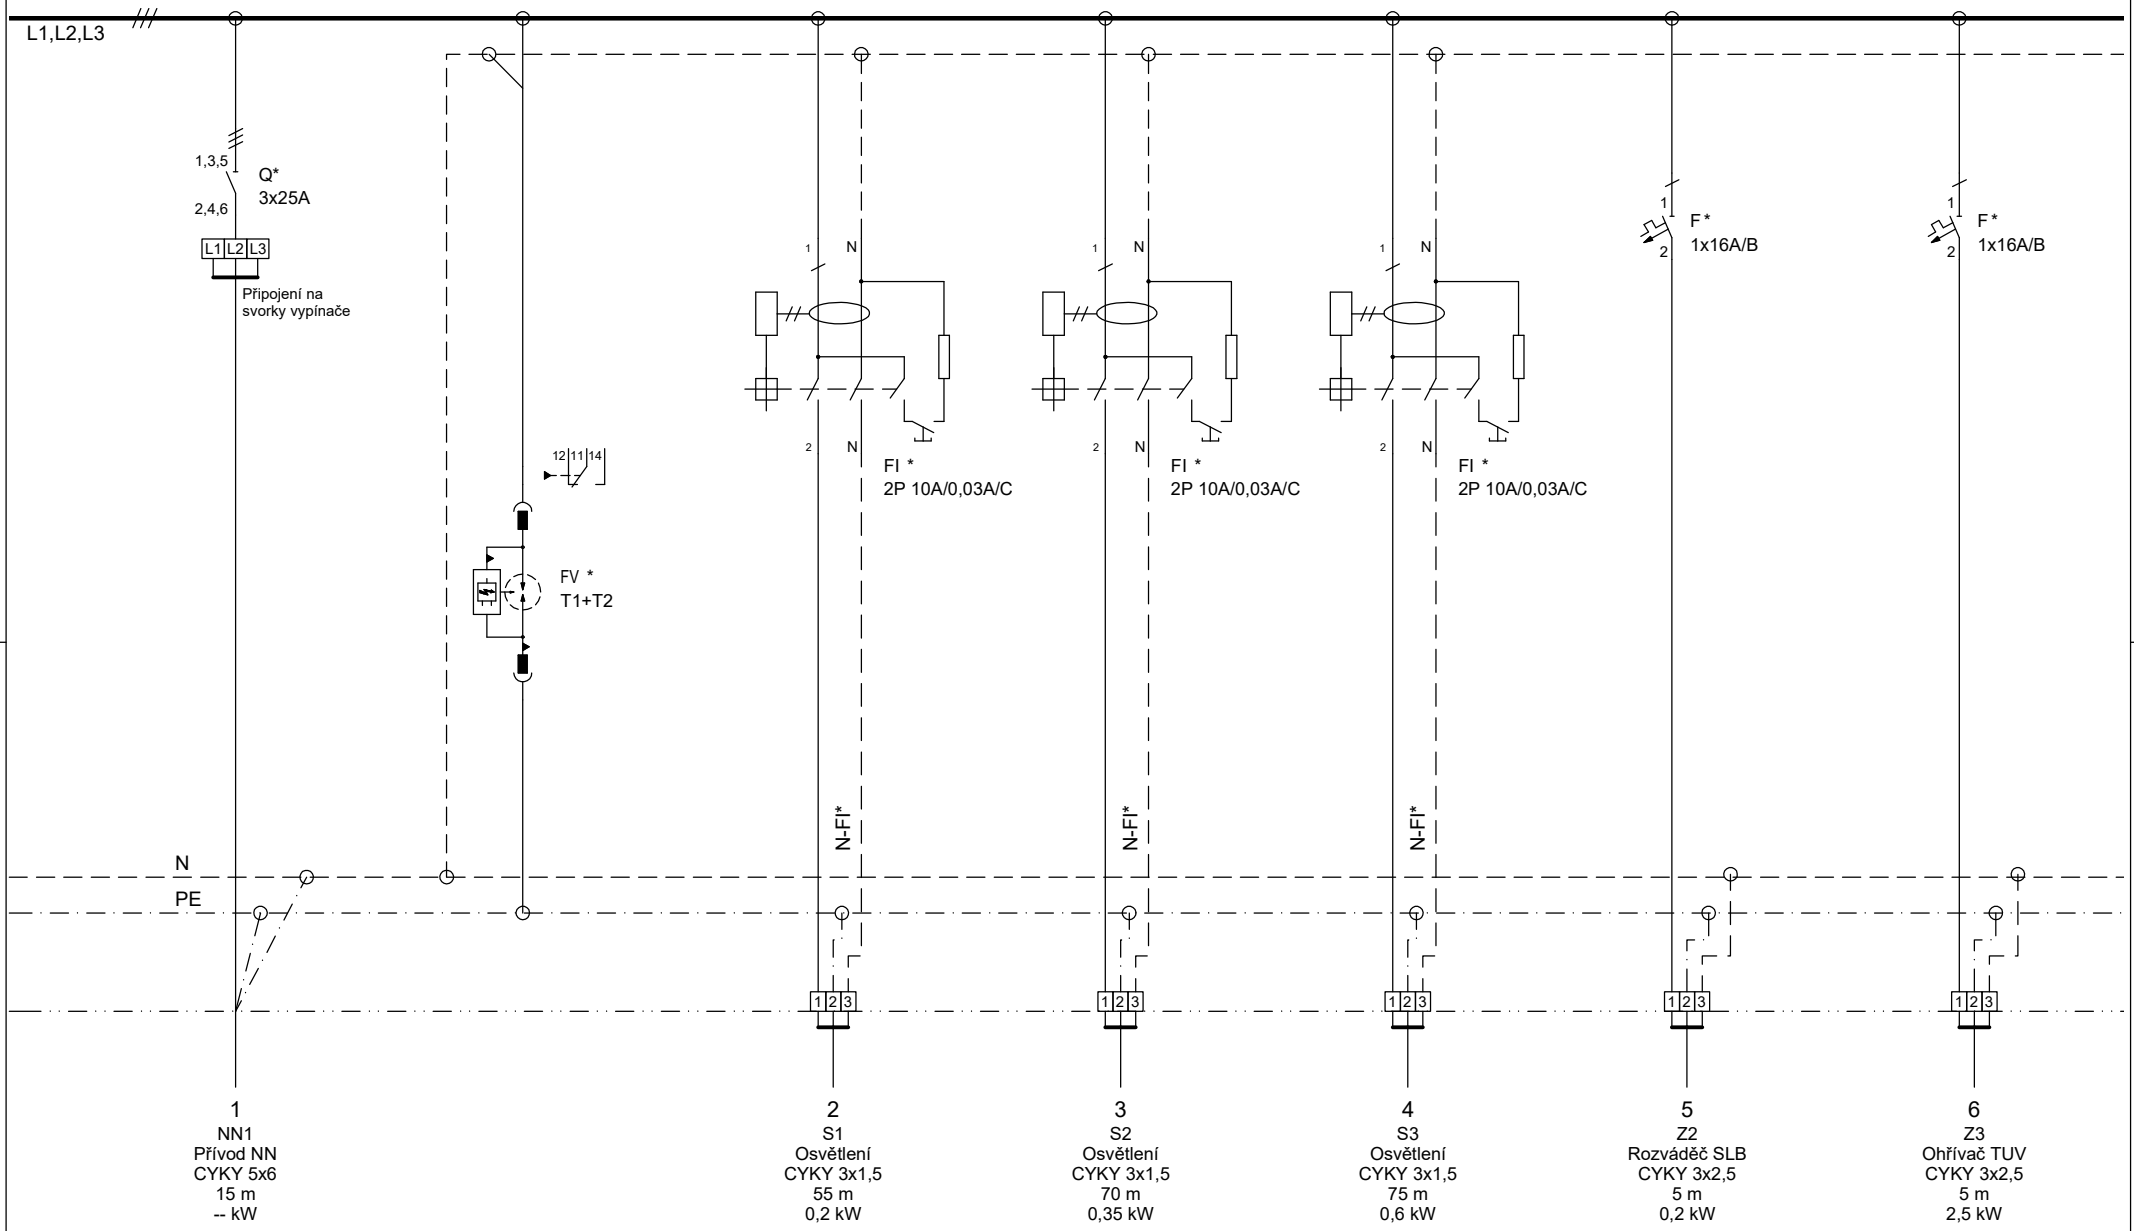 L1,L2,L3
1,3,5
Q*
3x25A
2,4,6
L1 L2 L3
Připojení na
svorky vypínače
12 11 14
FV *
T1+T2
1 N
2 N
FI *
2P 10A/0,03A/C
N-FI*
1 N
2 N
FI *
2P 10A/0,03A/C
N-FI*
1 N
2 N
FI *
2P 10A/0,03A/C
N-FI*
1
F*
1x16A/B
2
1
F*
1x16A/B
2
N
PE
1 2 3
1 2 3
1 2 3
1 2 3
1 2 3
1
NN1
Přívod NN
CYKY 5x6
15 m
-- kW
2
S1
Osvětlení
CYKY 3x1,5
55 m
0,2 kW
3
S2
Osvětlení
CYKY 3x1,5
70 m
0,35 kW
4
S3
Osvětlení
CYKY 3x1,5
75 m
0,6 kW
5
Z2
Rozváděč SLB
CYKY 3x2,5
5 m
0,2 kW
6
Z3
Ohřívač TUV
CYKY 3x2,5
5 m
2,5 kW